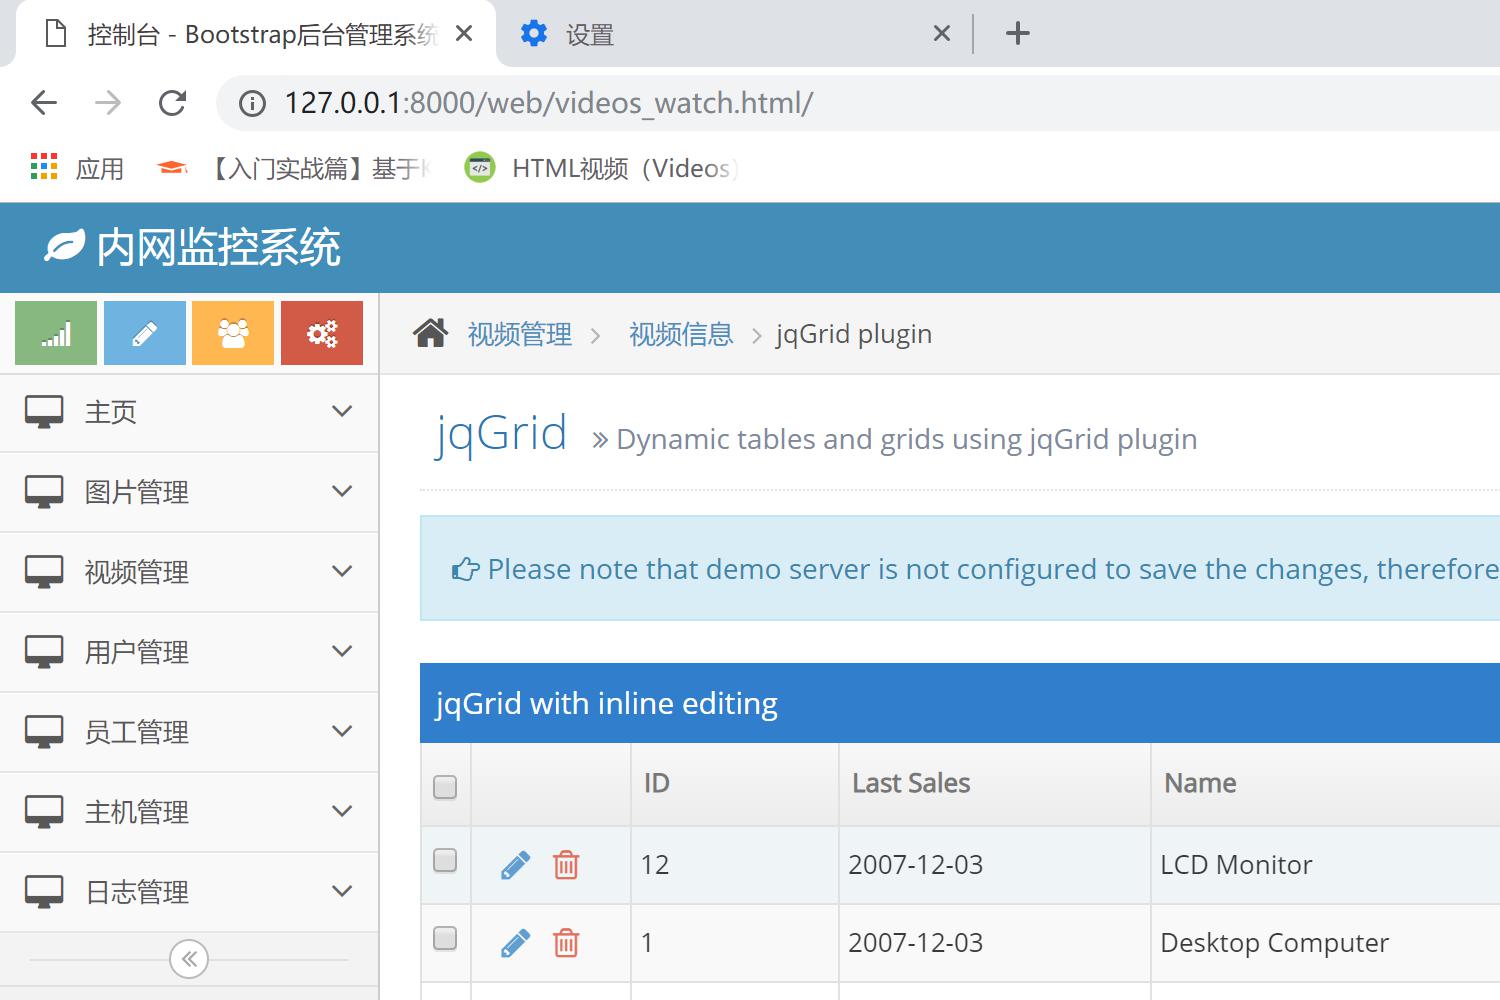 控制台 - Bootstrap后台管理系统
设置
127.0.0.1:8000/web/videos_watch.html/
应用
【入门实战篇】基于
HTML视频（Videos）
内网监控系统
视频管理
视频信息
jqGrid plugin
主页
图片管理
视频管理
用户管理
员工管理
主机管理
日志管理
jqGrid
Dynamic tables and grids using jqGrid plugin
Please note that demo server is not configured to save the changes, therefore
jqGrid with inline editing
ID Last Sales Name
12 2007-12-03 LCD Monitor
1 2007-12-03 Desktop Computer